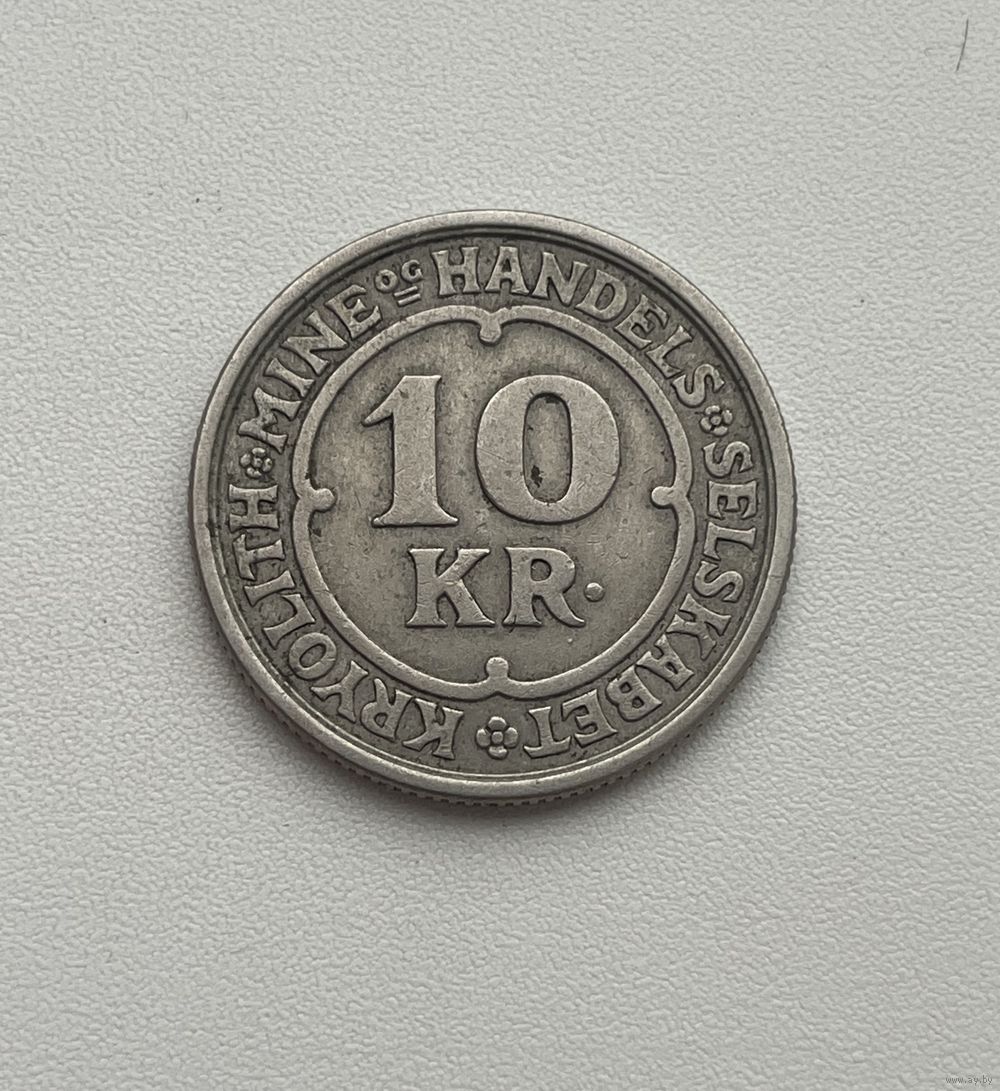 KRYOLITH MINE OG HANDELS SELSKABET
10
KR.
www.ay.by